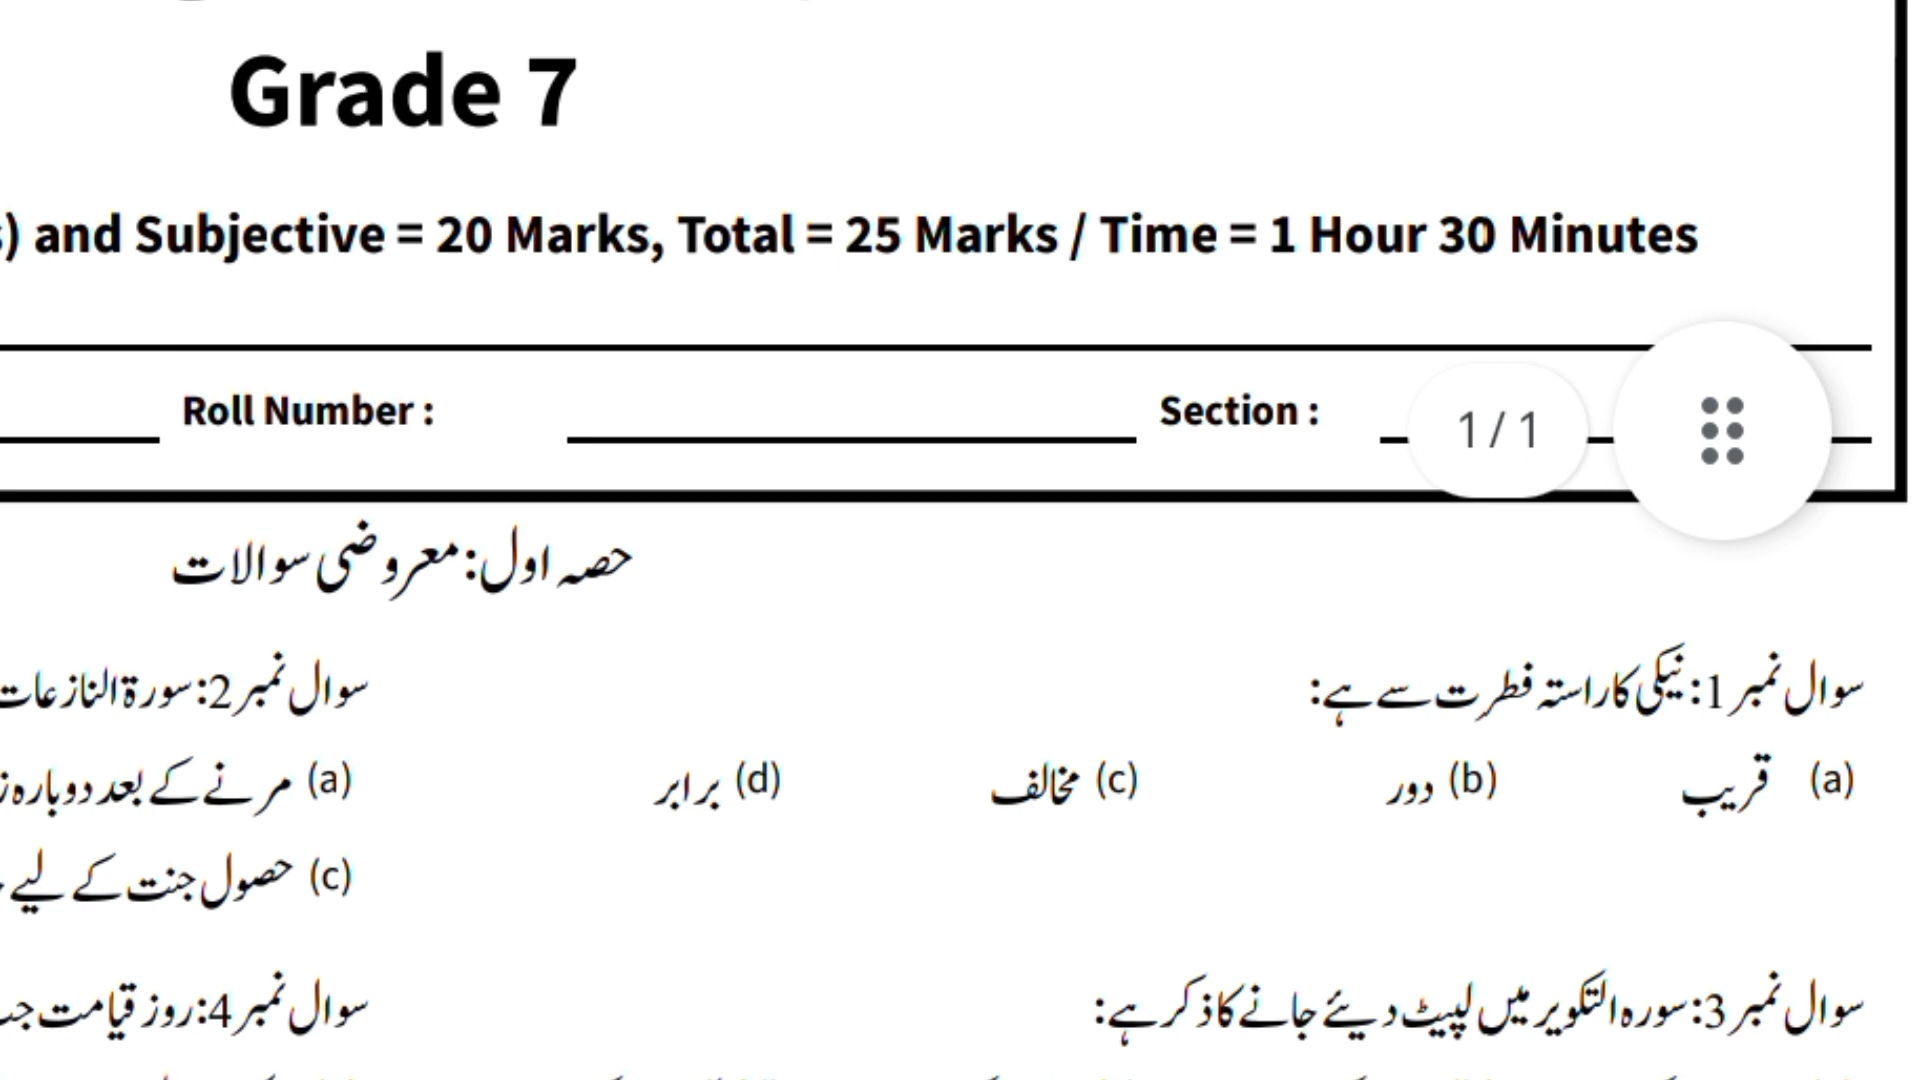 Grade 7
) and Subjective = 20 Marks, Total = 25 Marks / Time = 1 Hour 30 Minutes
Roll Number : Section :
1 / 1
حصہ اول: معروضی سوالات
سوال نمبر 1: نیکی کا راستہ فطرت سے ہے:
(a) قریب (b) دور (c) مخالف (d) برابر
سوال نمبر 2: سورۃ النازعات
(a) مرنے کے بعد دوبارہ
(c) حصول جنت کے لیے
سوال نمبر 3: سورہ التکویر میں لپیٹ دیئے جانے کا ذکر ہے:
سوال نمبر 4: روز قیامت